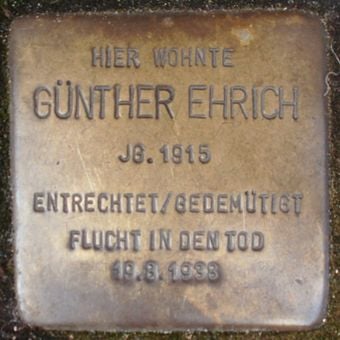 HIER WOHNTE
GÜNTHER EHRICH
JG. 1915
ENTRECHTET/GEDEMÜTIGT
FLUCHT IN DEN TOD
19.8.1938